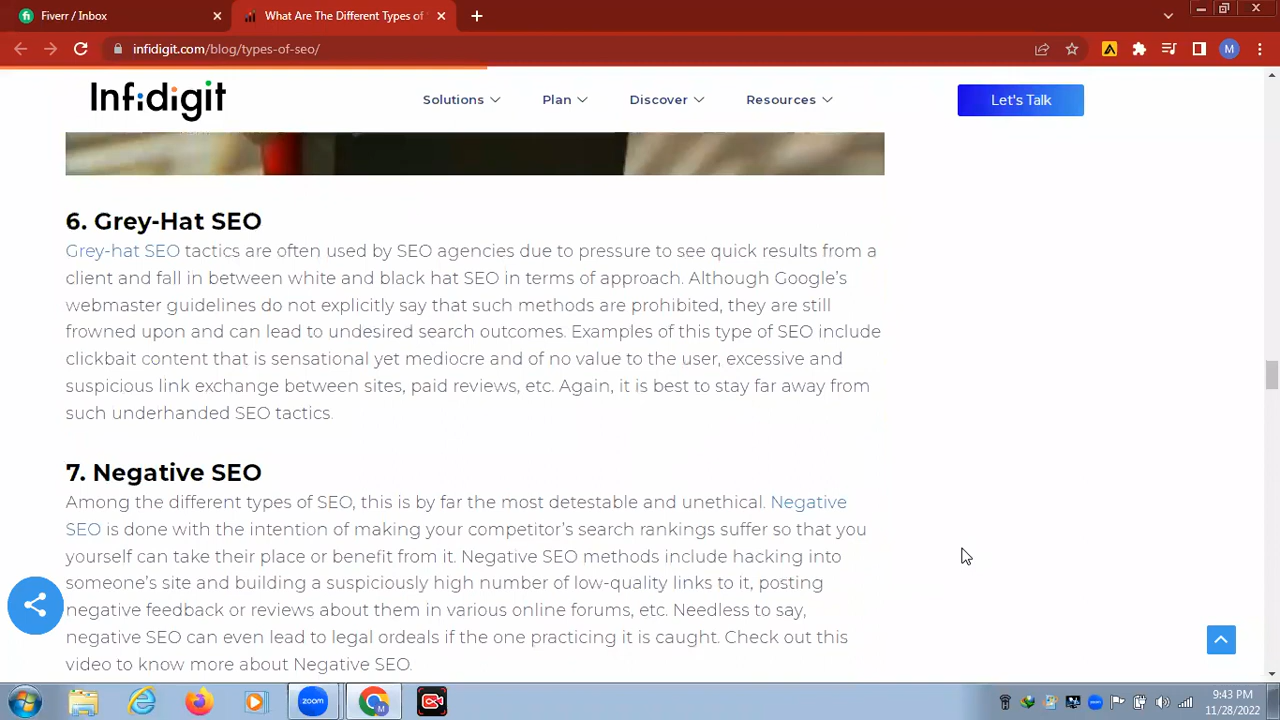 Fiverr / Inbox
What Are The Different Types of
infidigit.com/blog/types-of-seo/
M
Infidigit
Solutions
Plan
Discover
Resources
Let's Talk
6. Grey-Hat SEO
Grey-hat SEO tactics are often used by SEO agencies due to pressure to see quick results from a
client and fall in between white and black hat SEO in terms of approach. Although Google's
webmaster guidelines do not explicitly say that such methods are prohibited, they are still
frowned upon and can lead to undesired search outcomes. Examples of this type of SEO include
clickbait content that is sensational yet mediocre and of no value to the user, excessive and
suspicious link exchange between sites, paid reviews, etc. Again, it is best to stay far away from
such underhanded SEO tactics.
7. Negative SEO
Among the different types of SEO, this is by far the most detestable and unethical. Negative
SEO is done with the intention of making your competitor's search rankings suffer so that you
yourself can take their place or benefit from it. Negative SEO methods include hacking into
someone's site and building a suspiciously high number of low-quality links to it, posting
negative feedback or reviews about them in various online forums, etc. Needless to say,
negative SEO can even lead to legal ordeals if the one practicing it is caught. Check out this
video to know more about Negative SEO.
zoom
M
9:43 PM
11/28/2022